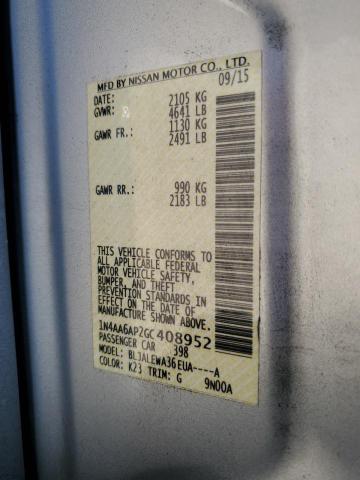 MFD BY NISSAN MOTOR CO., LTD.
DATE: 09/15
GVWR: 2105 KG
4641 LB
GAWR FR.: 1130 KG
2491 LB
GAWR RR.: 990 KG
2183 LB
THIS VEHICLE CONFORMS TO
ALL APPLICABLE FEDERAL
MOTOR VEHICLE SAFETY,
BUMPER, AND THEFT
PREVENTION STANDARDS IN
EFFECT ON THE DATE OF
MANUFACTURE SHOWN ABOVE.
1N4AA6AP2GC408952
PASSENGER CAR 398
MODEL: BLJALEWA36EUA----A
COLOR: K23 TRIM: G 9N00A